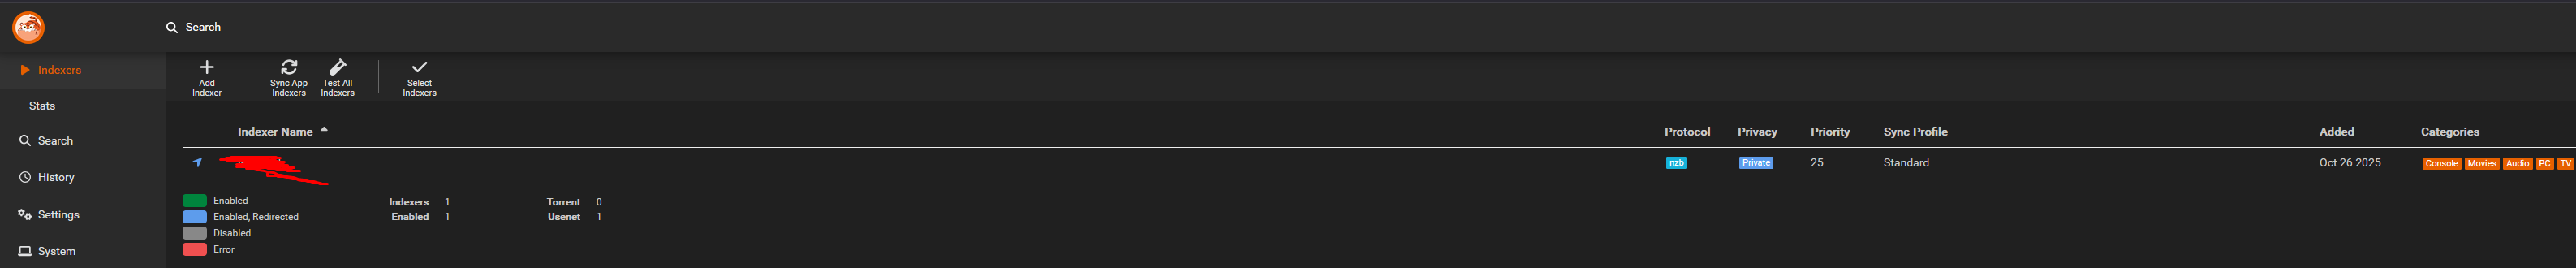 Search
Indexers
Stats
Search
History
Settings
System
Add Indexer
Sync App Indexers
Test All Indexers
Select Indexers
Indexer Name Protocol Privacy Priority Sync Profile Added Categories
nzb Private 25 Standard Oct 26 2025 Console Movies Audio PC TV
Enabled Indexers 1 Torrent 0
Enabled, Redirected Enabled 1 Usenet 1
Disabled
Error